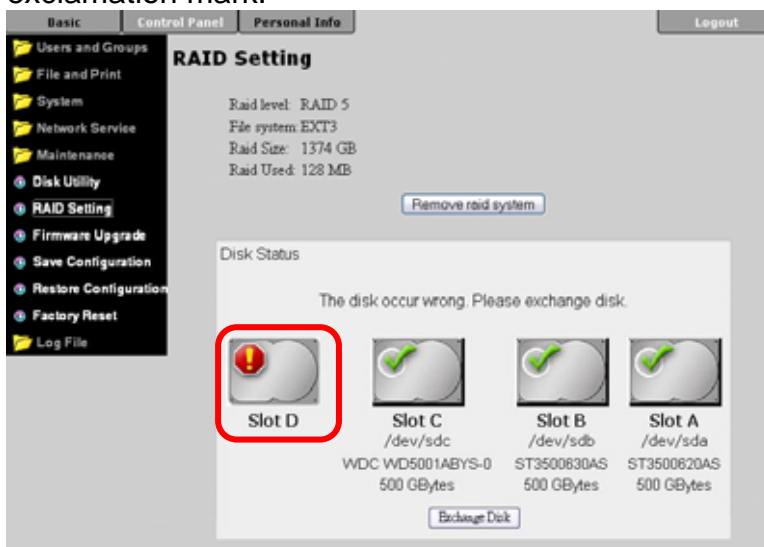 exclamation mark.
Basic Control Panel Personal Info Logout
Users and Groups
File and Print
System
Network Service
Maintenance
Disk Utility
RAID Setting
Firmware Upgrade
Save Configuration
Restore Configuration
Factory Reset
Log File
RAID Setting
Raid level: RAID 5
File system: EXT3
Raid Size: 1374 GB
Raid Used: 128 MB
Remove raid system
Disk Status
The disk occur wrong. Please exchange disk.
Slot D Slot C Slot B Slot A
/dev/sdc /dev/sdb /dev/sda
WDC WD5001ABYS-0 ST3500630AS ST3500620AS
500 GBytes 500 GBytes 500 GBytes
Exchange Disk